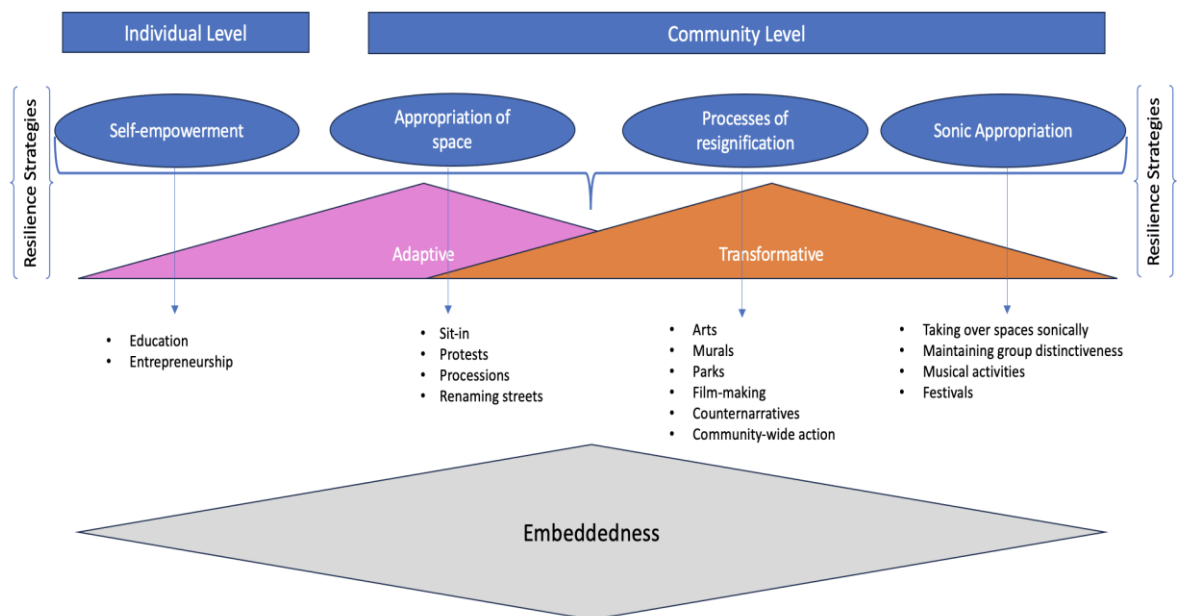 Individual Level
Community Level
Resilience Strategies
Self-empowerment
Appropriation of
space
Processes of
resignification
Sonic Appropriation
Resilience Strategies
Adaptive
Transformative
• Education
• Entrepreneurship
• Sit-in
• Protests
• Processions
• Renaming streets
• Arts
• Murals
• Parks
• Film-making
• Counternarratives
• Community-wide action
• Taking over spaces sonically
• Maintaining group distinctiveness
• Musical activities
• Festivals
Embeddedness